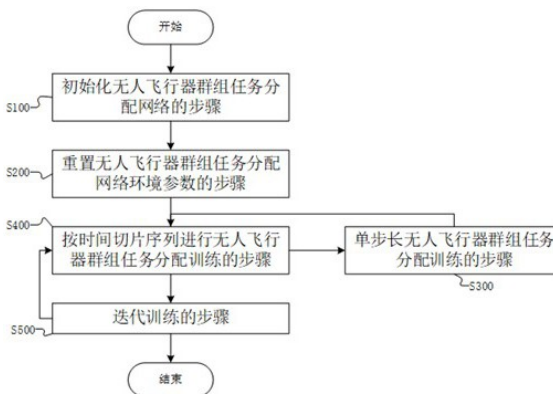 开始
初始化无人飞行器群组任务分
配网络的步骤
S100
重置无人飞行器群组任务分配
网络环境参数的步骤
S200
S400
按时间切片序列进行无人飞行
器群组任务分配训练的步骤
单步长无人飞行器群组任务
分配训练的步骤
S300
迭代训练的步骤
S500
结束